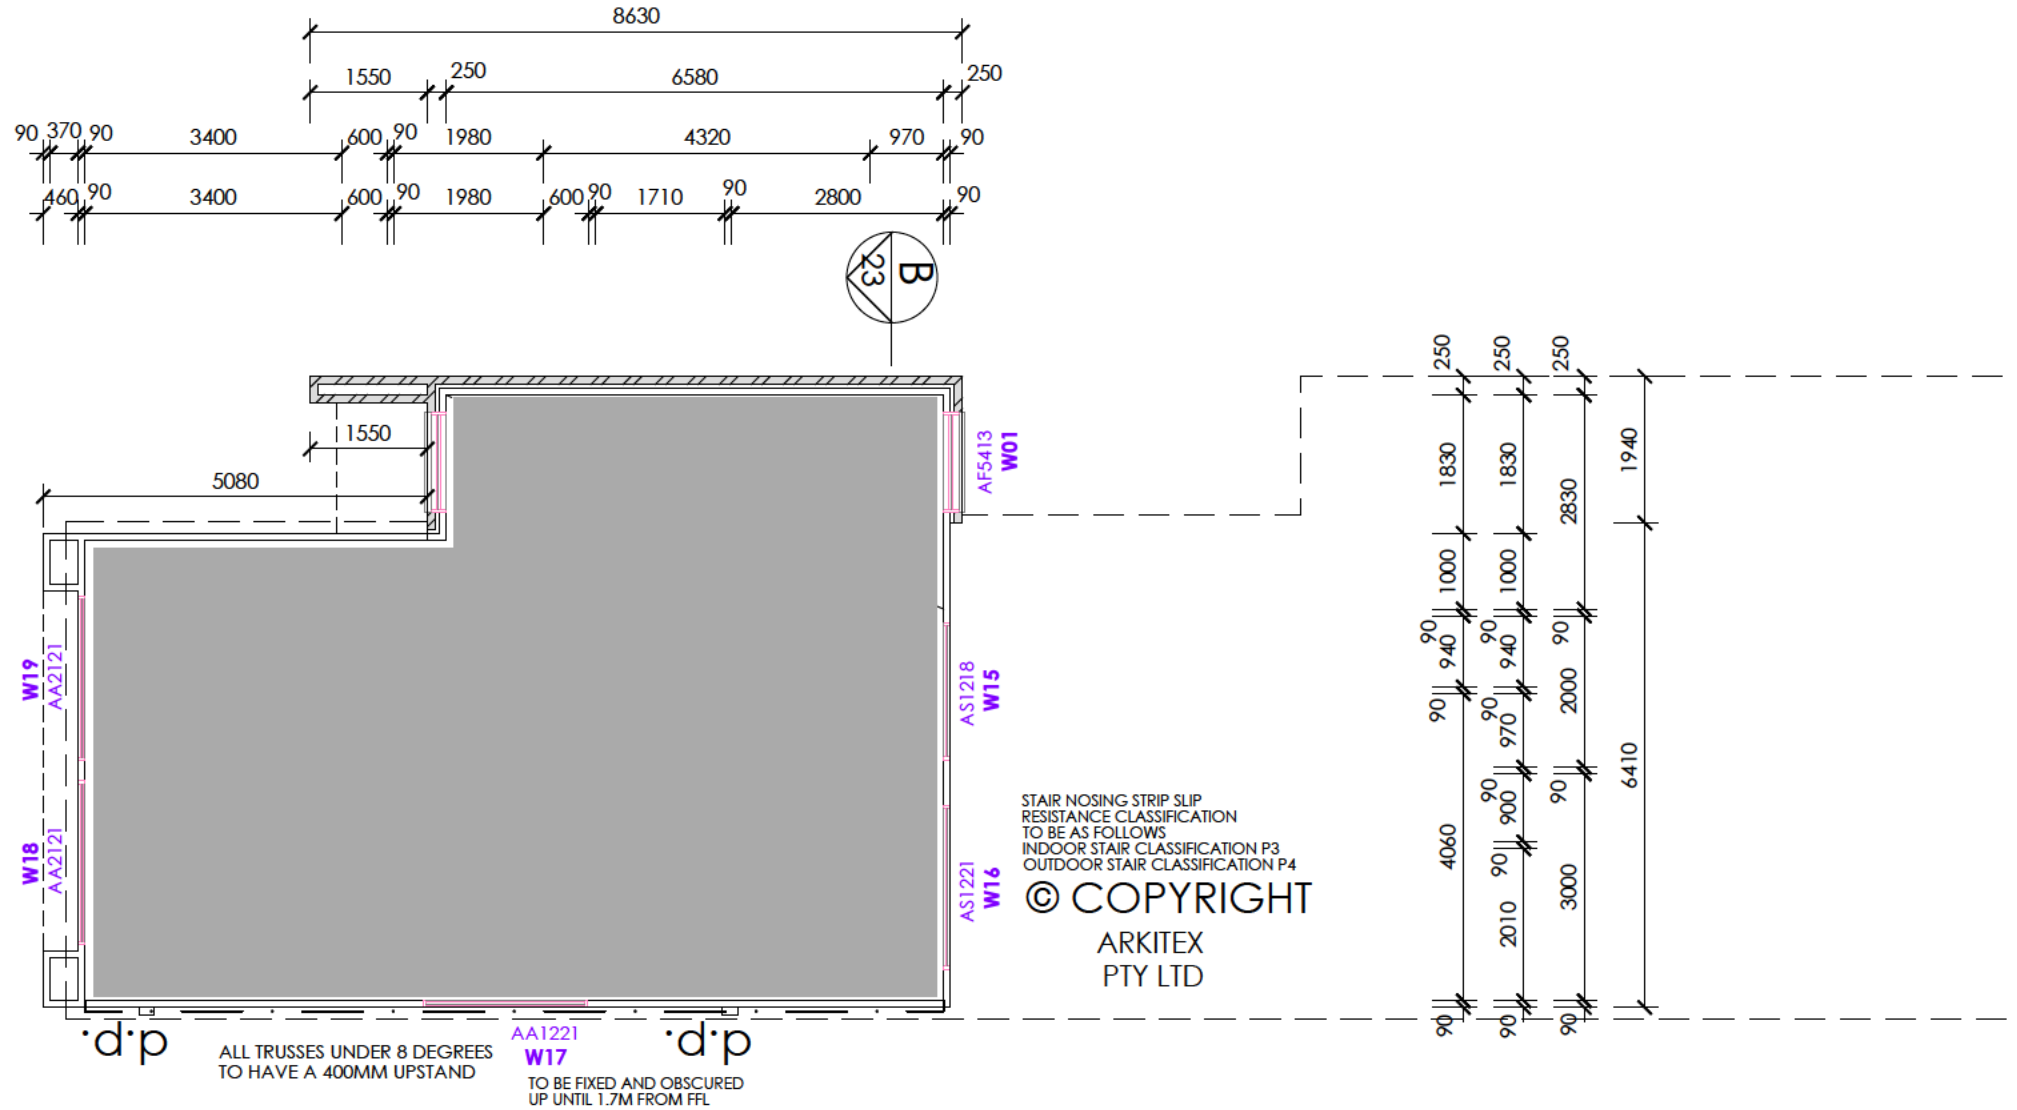 8630
1550 250 6580 250
90 370 90 3400 600 90 1980 4320 970 90
460 90 3400 600 90 1980 600 90 1710 90 2800 90
B
23
1550
5080
AF5413
W01
W19
AA2121
W18
AA2121
AS1218
W15
AS1221
W16
250 1830 1000 90 940 90 4060 90
250 1830 1000 90 940 90 970 90 900 90 2010 90
250 2830 90 2000 90 3000 90
1940 6410
STAIR NOSING STRIP SLIP
RESISTANCE CLASSIFICATION
TO BE AS FOLLOWS
INDOOR STAIR CLASSIFICATION P3
OUTDOOR STAIR CLASSIFICATION P4
© COPYRIGHT
ARKITEX
PTY LTD
d.p.
d.p.
ALL TRUSSES UNDER 8 DEGREES
TO HAVE A 400MM UPSTAND
AA1221
W17
TO BE FIXED AND OBSCURED
UP UNTIL 1.7M FROM FFL